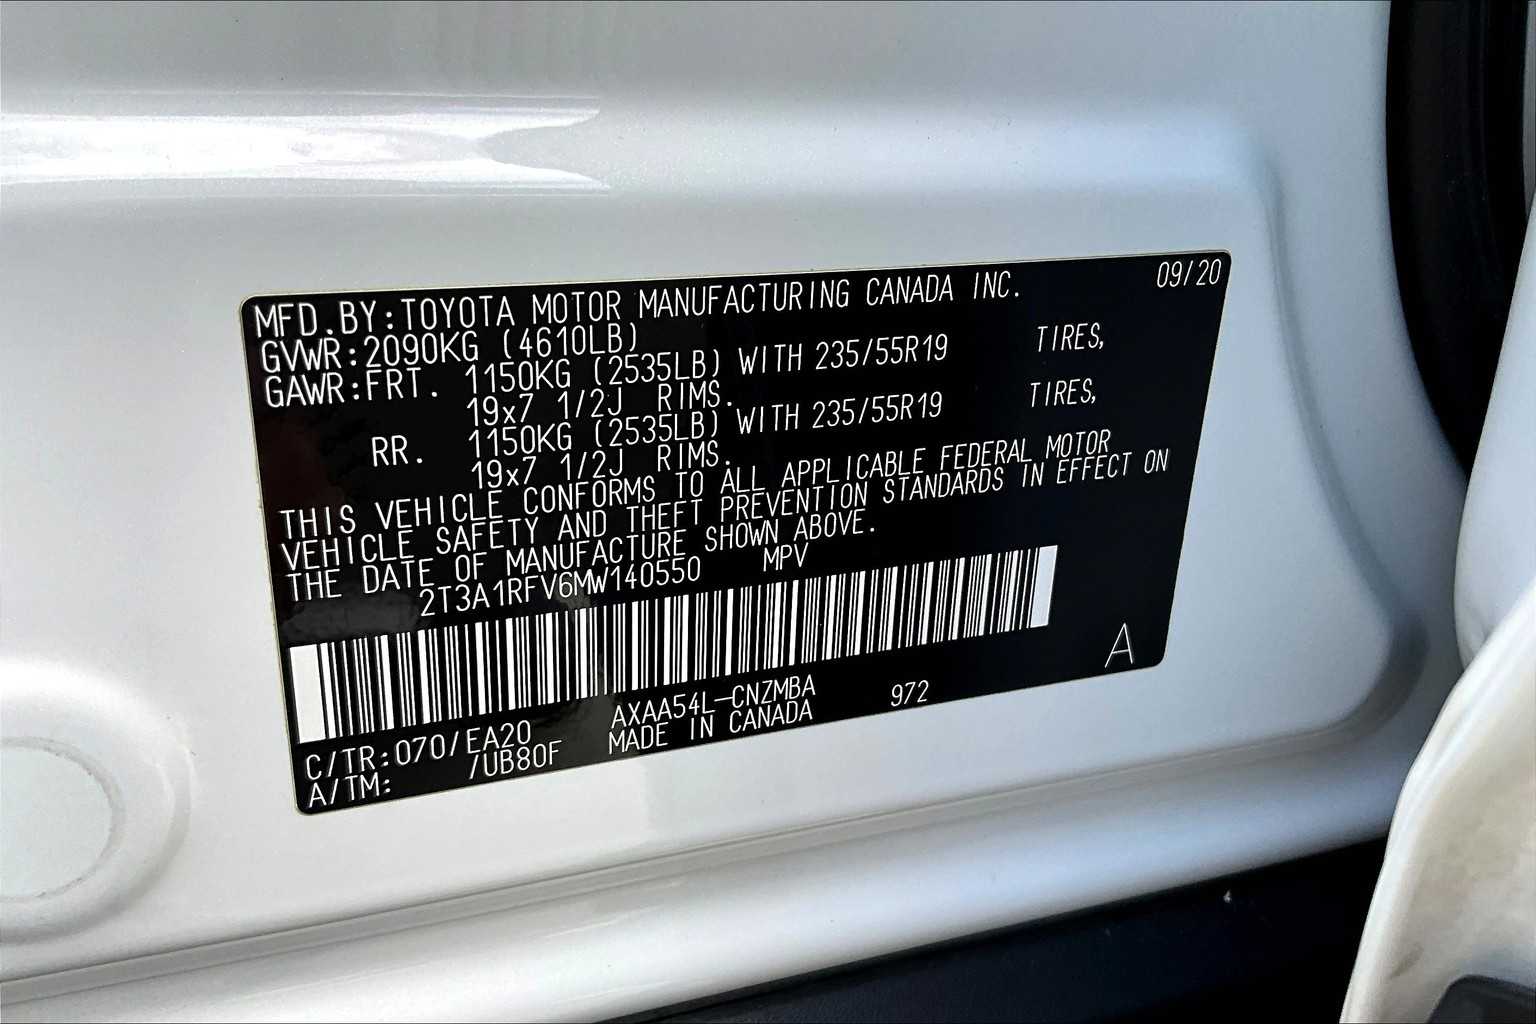 MFD.BY:TOYOTA MOTOR MANUFACTURING CANADA INC. 09/20
GVWR:2090KG (4610LB)
GAWR:FRT. 1150KG (2535LB) WITH 235/55R19 TIRES,
19x7 1/2J RIMS.
RR. 1150KG (2535LB) WITH 235/55R19 TIRES,
19x7 1/2J RIMS.
THIS VEHICLE CONFORMS TO ALL APPLICABLE FEDERAL MOTOR
VEHICLE SAFETY AND THEFT PREVENTION STANDARDS IN EFFECT ON
THE DATE OF MANUFACTURE SHOWN ABOVE.
2T3A1RFV6MW140550 MPV
A
C/TR:070/EA20 AXAA54L-CNZMBA 972
A/TM: /UB80F MADE IN CANADA